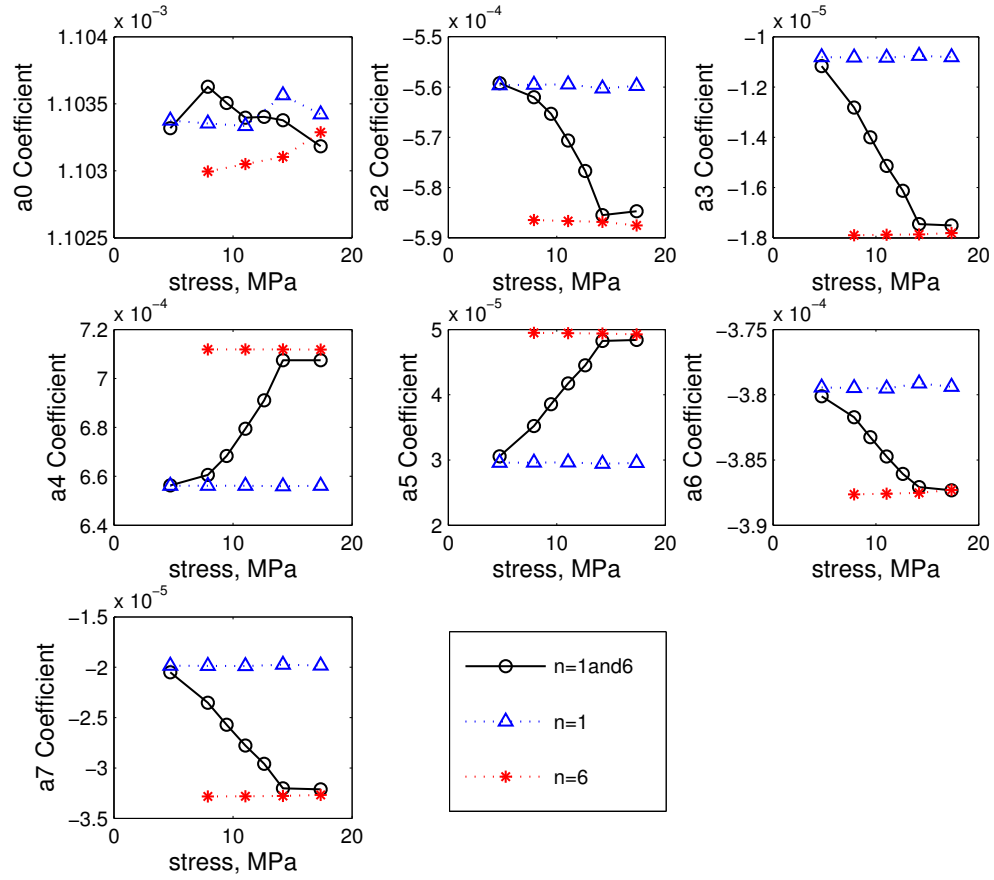 x 10⁻³
1.104
1.1035
1.103
1.1025
a0 Coefficient
0 10 20
stress, MPa
x 10⁻⁴
−5.5
−5.6
−5.7
−5.8
−5.9
a2 Coefficient
0 10 20
stress, MPa
x 10⁻⁵
−1
−1.2
−1.4
−1.6
−1.8
a3 Coefficient
0 10 20
stress, MPa
x 10⁻⁴
7.2
7
6.8
6.6
6.4
a4 Coefficient
0 10 20
stress, MPa
x 10⁻⁵
5
4
3
2
a5 Coefficient
0 10 20
stress, MPa
x 10⁻⁴
−3.75
−3.8
−3.85
−3.9
a6 Coefficient
0 10 20
stress, MPa
x 10⁻⁵
−1.5
−2
−2.5
−3
−3.5
a7 Coefficient
0 10 20
stress, MPa
n=1and6
n=1
n=6